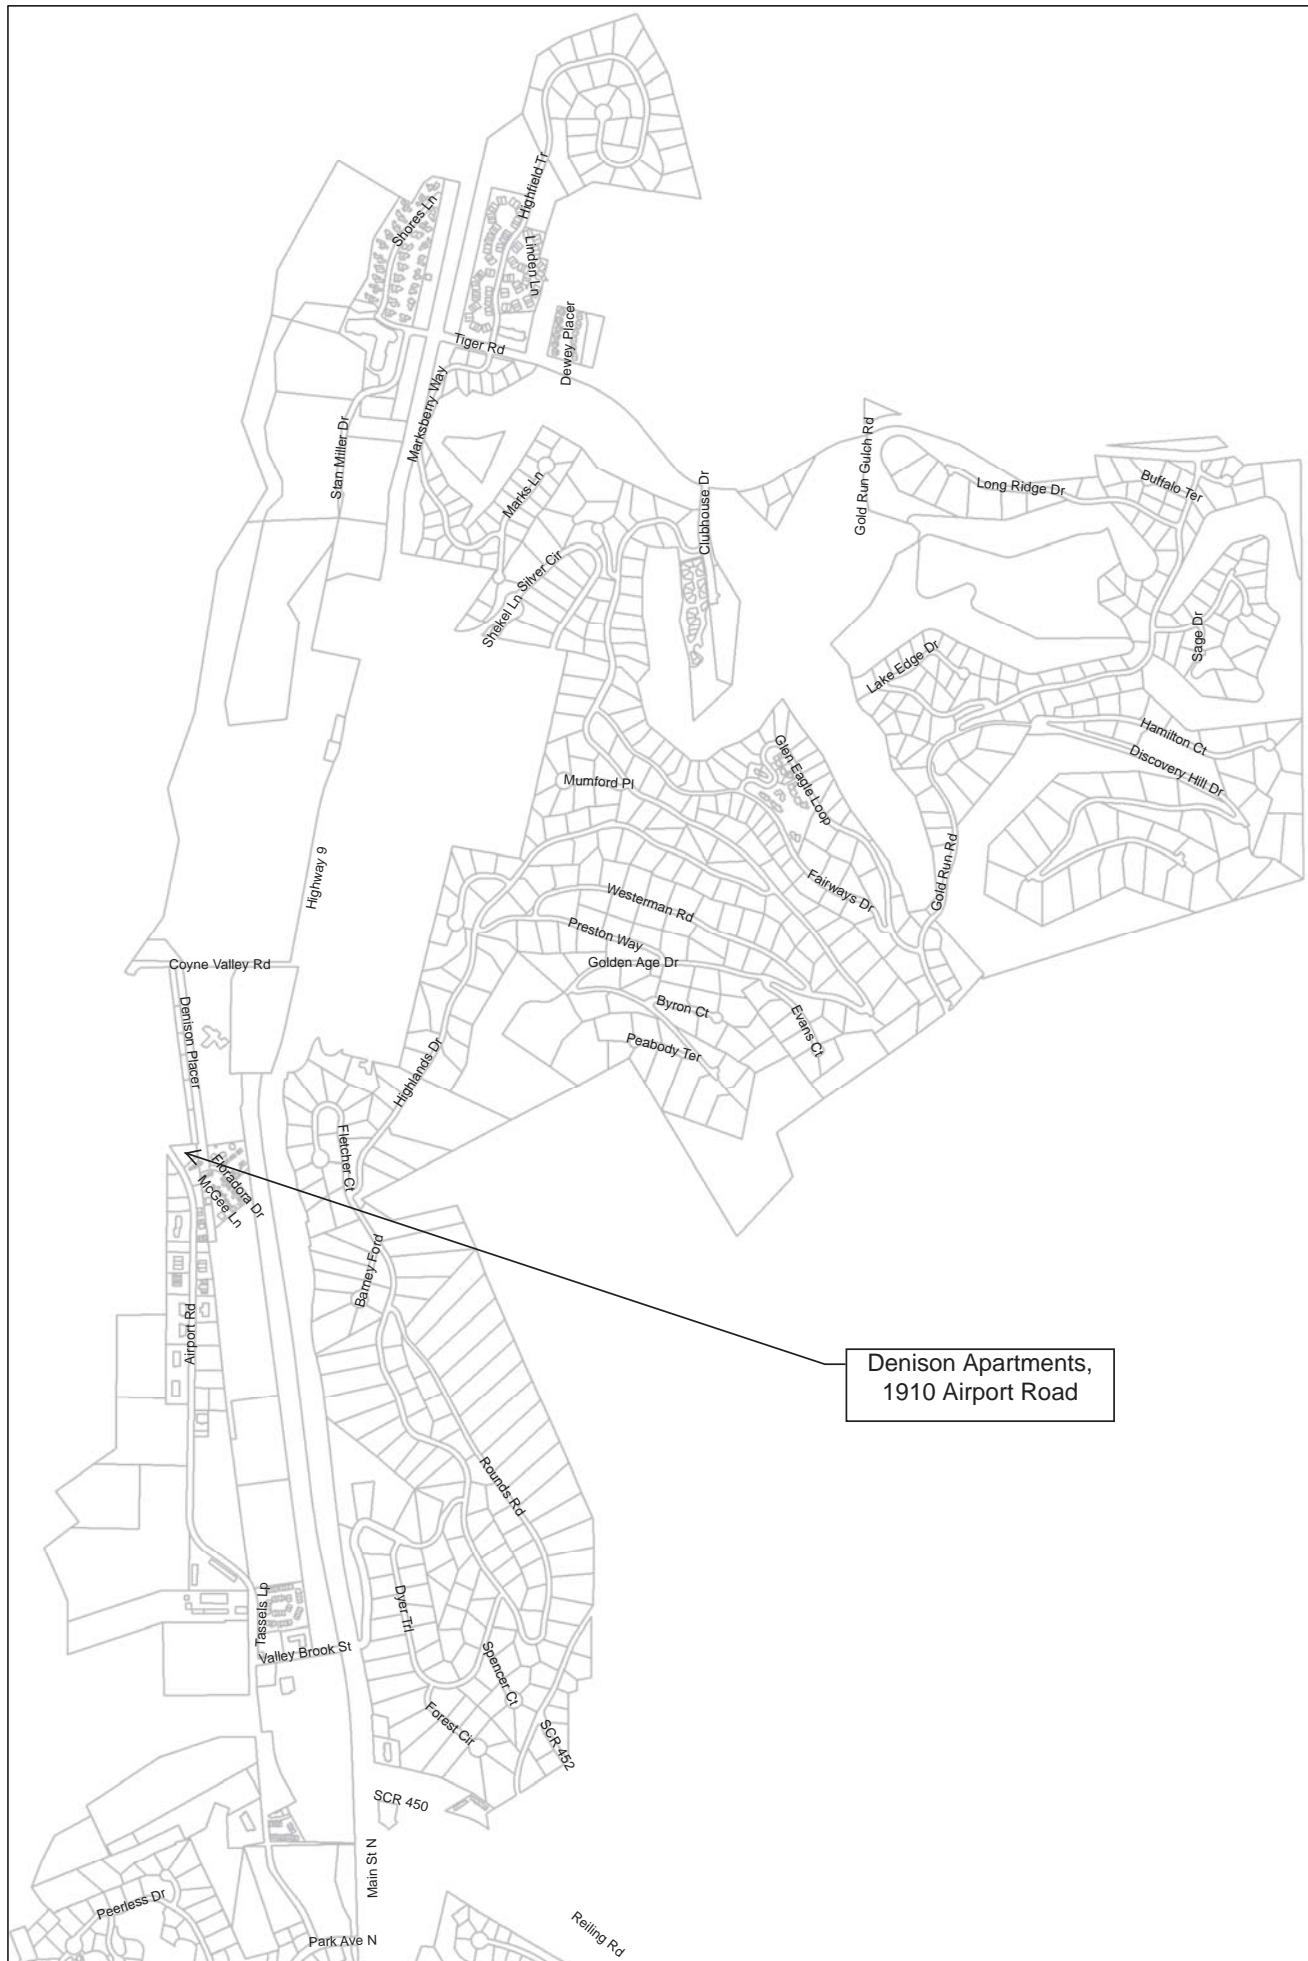 Highfield Tr
Shores Ln
Linden Ln
Dewey Placer
Tiger Rd
Marksberry Way
Stan Miller Dr
Gold Run Gulch Rd
Long Ridge Dr
Buffalo Ter
Marks Ln
Clubhouse Dr
Silver Cir
Shekel Ln
Sage Dr
Lake Edge Dr
Hamilton Ct
Discovery Hill Dr
Glen Eagle Loop
Mumford Pl
Highway 9
Gold Run Rd
Fairways Dr
Westerman Rd
Preston Way
Golden Age Dr
Coyne Valley Rd
Denison Placer
Byron Ct
Evans Ct
Peabody Ter
Highlands Dr
Fletcher Ct
Floradora Dr
McGee Ln
Barney Ford
Airport Rd
Denison Apartments,
1910 Airport Road
Rounds Rd
Dyer Trl
Tassels Lp
Valley Brook St
Spencer Ct
Forest Cir
SCR 452
SCR 450
Main St N
Peerless Dr
Park Ave N
Reiling Rd